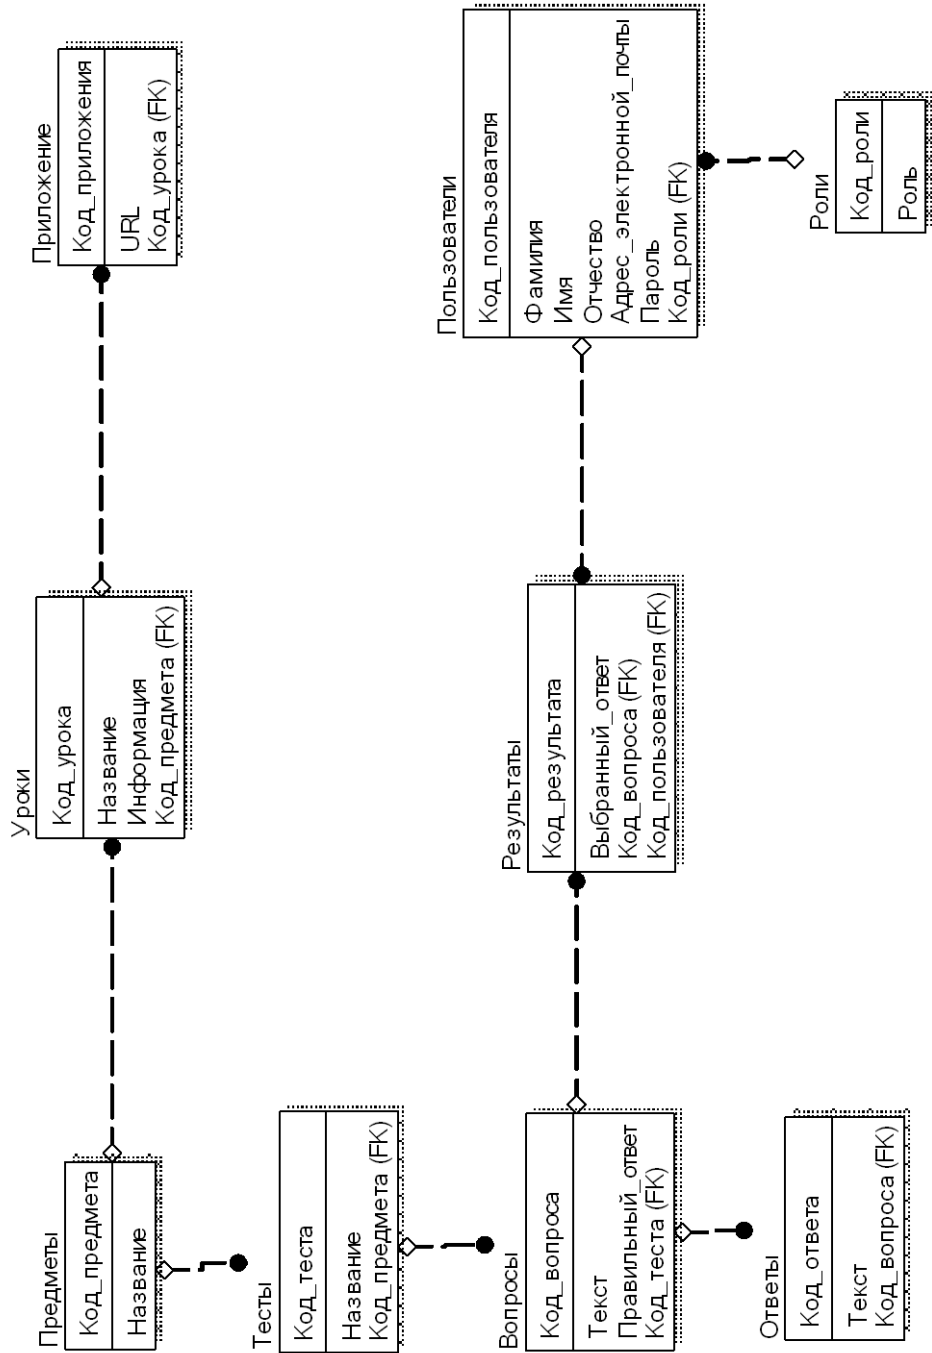 Предметы
Код_предмета
Название
Уроки
Код_урока
Название
Информация
Код_предмета (FK)
Приложение
Код_приложения
URL
Код_урока (FK)
Тесты
Код_теста
Название
Код_предмета (FK)
Вопросы
Код_вопроса
Текст
Правильный_ответ
Код_теста (FK)
Результаты
Код_результата
Выбранный_ответ
Код_вопроса (FK)
Код_пользователя (FK)
Пользователи
Код_пользователя
Фамилия
Имя
Отчество
Адрес_электронной_почты
Пароль
Код_роли (FK)
Ответы
Код_ответа
Текст
Код_вопроса (FK)
Роли
Код_роли
Роль